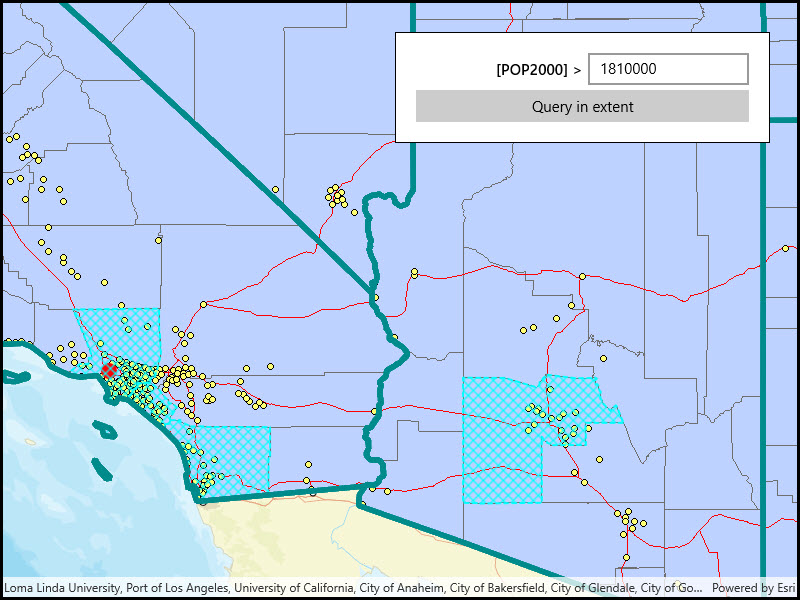 [POP2000] > 1810000
Query in extent
Loma Linda University, Port of Los Angeles, University of California, City of Anaheim, City of Bakersfield, City of Glendale, City of Go... Powered by Esri